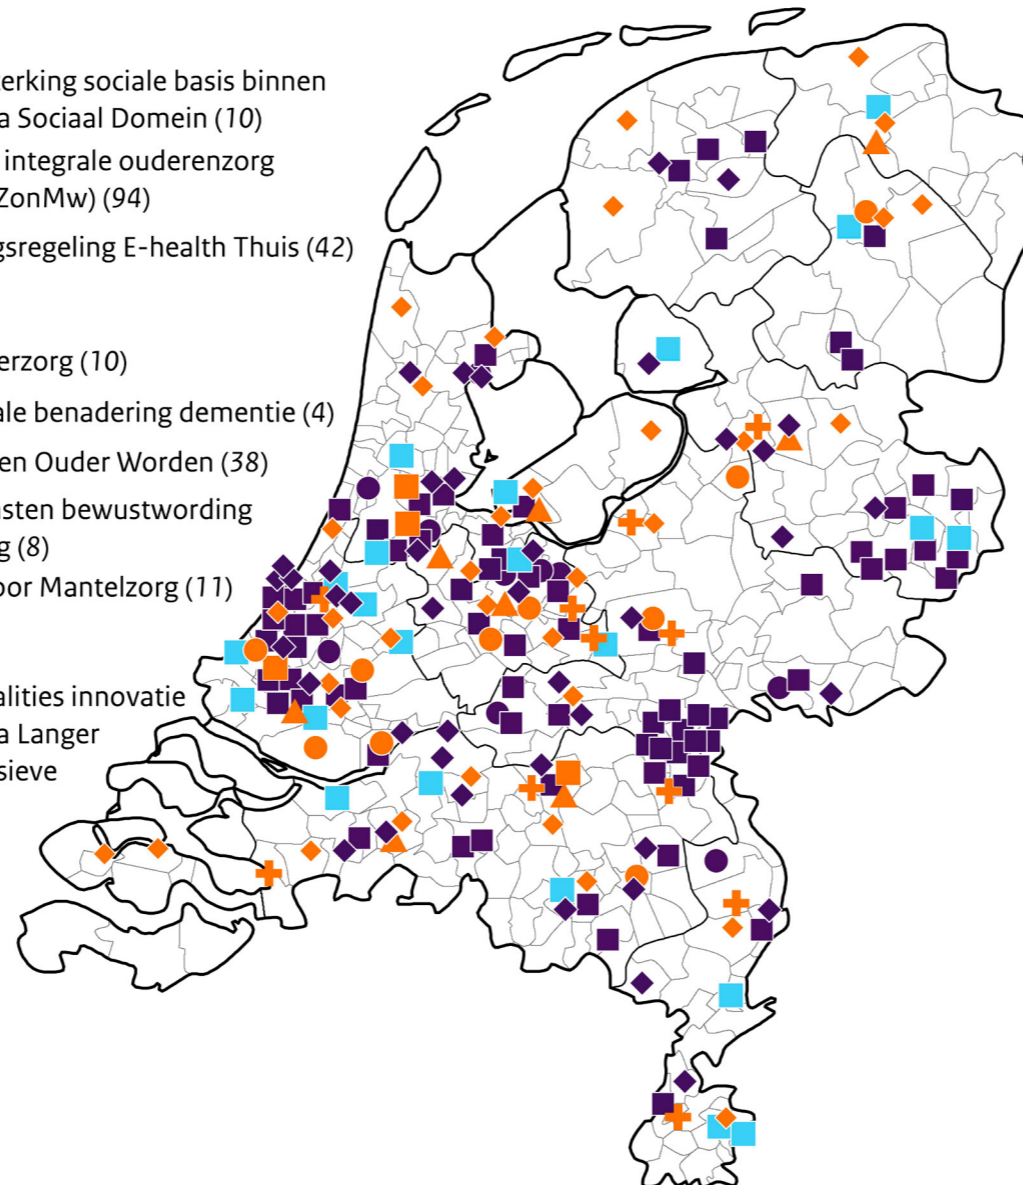 erking sociale basis binnen
a Sociaal Domein (10)
integrale ouderenzorg
ZonMw) (94)
gsregeling E-health Thuis (42)
erzorg (10)
ale benadering dementie (4)
en Ouder Worden (38)
sten bewustwording
g (8)
oor Mantelzorg (11)
alities innovatie
a Langer
sieve